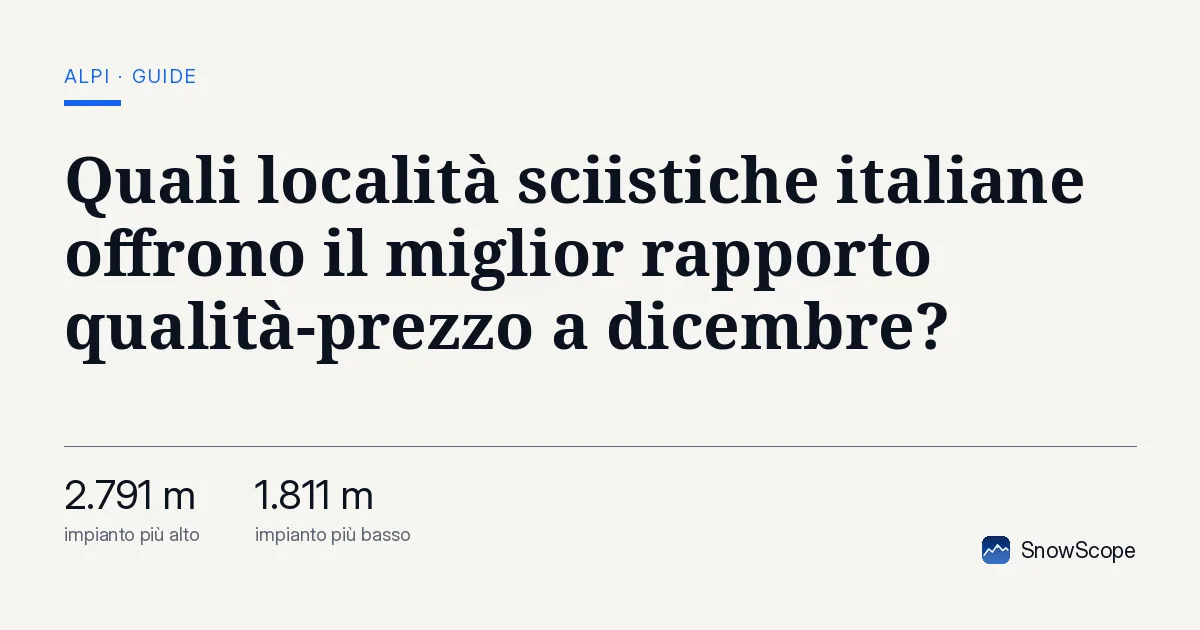 ALPI · GUIDE
Quali località sciistiche italiane
offrono il miglior rapporto
qualità-prezzo a dicembre?
2.791 m
impianto più alto
1.811 m
impianto più basso
SnowScope